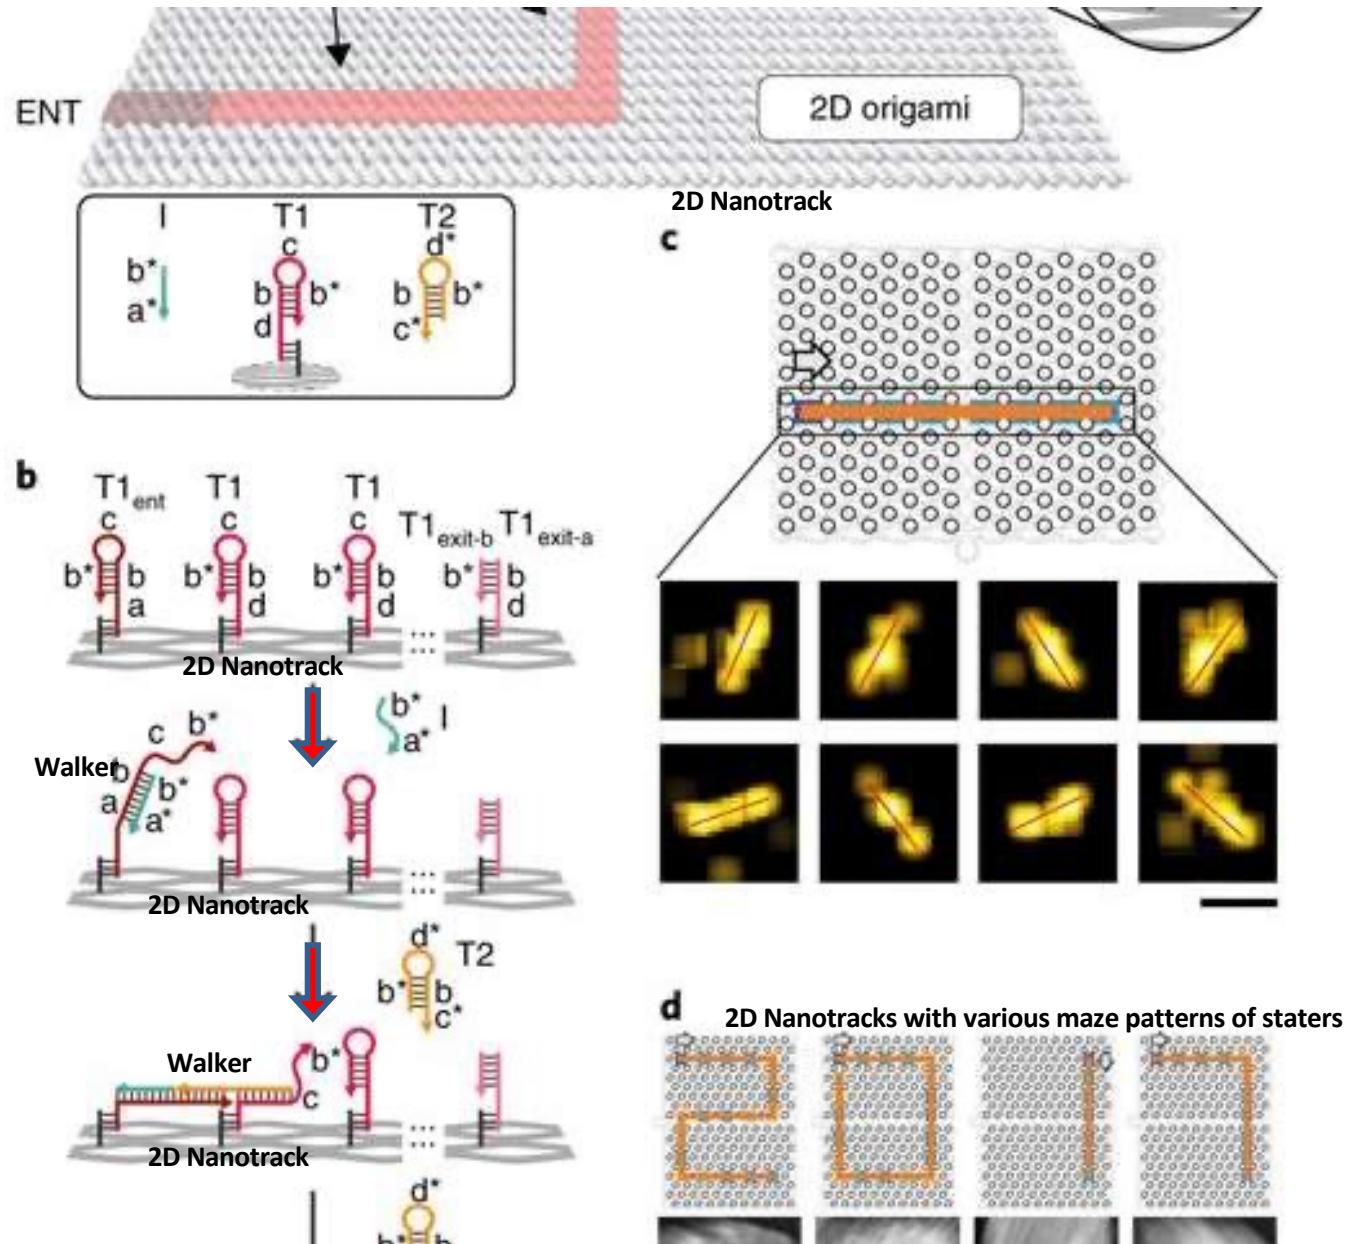 ENT
2D origami
2D Nanotrack
I
T1
T2
c
d*
b*
a*
b
b*
d
b
b*
c*
c
b
T1ent
T1
T1
T1exit-b
T1exit-a
c
c
c
b*
b
a
b*
b
d
b*
b
d
b*
b
d
...
2D Nanotrack
b*
a*
I
Walker
c
b*
b
a
b*
a*
...
2D Nanotrack
d*
T2
b*
b
c*
Walker
b*
c
...
2D Nanotrack
d*
b*
b
d
2D Nanotracks with various maze patterns of staters